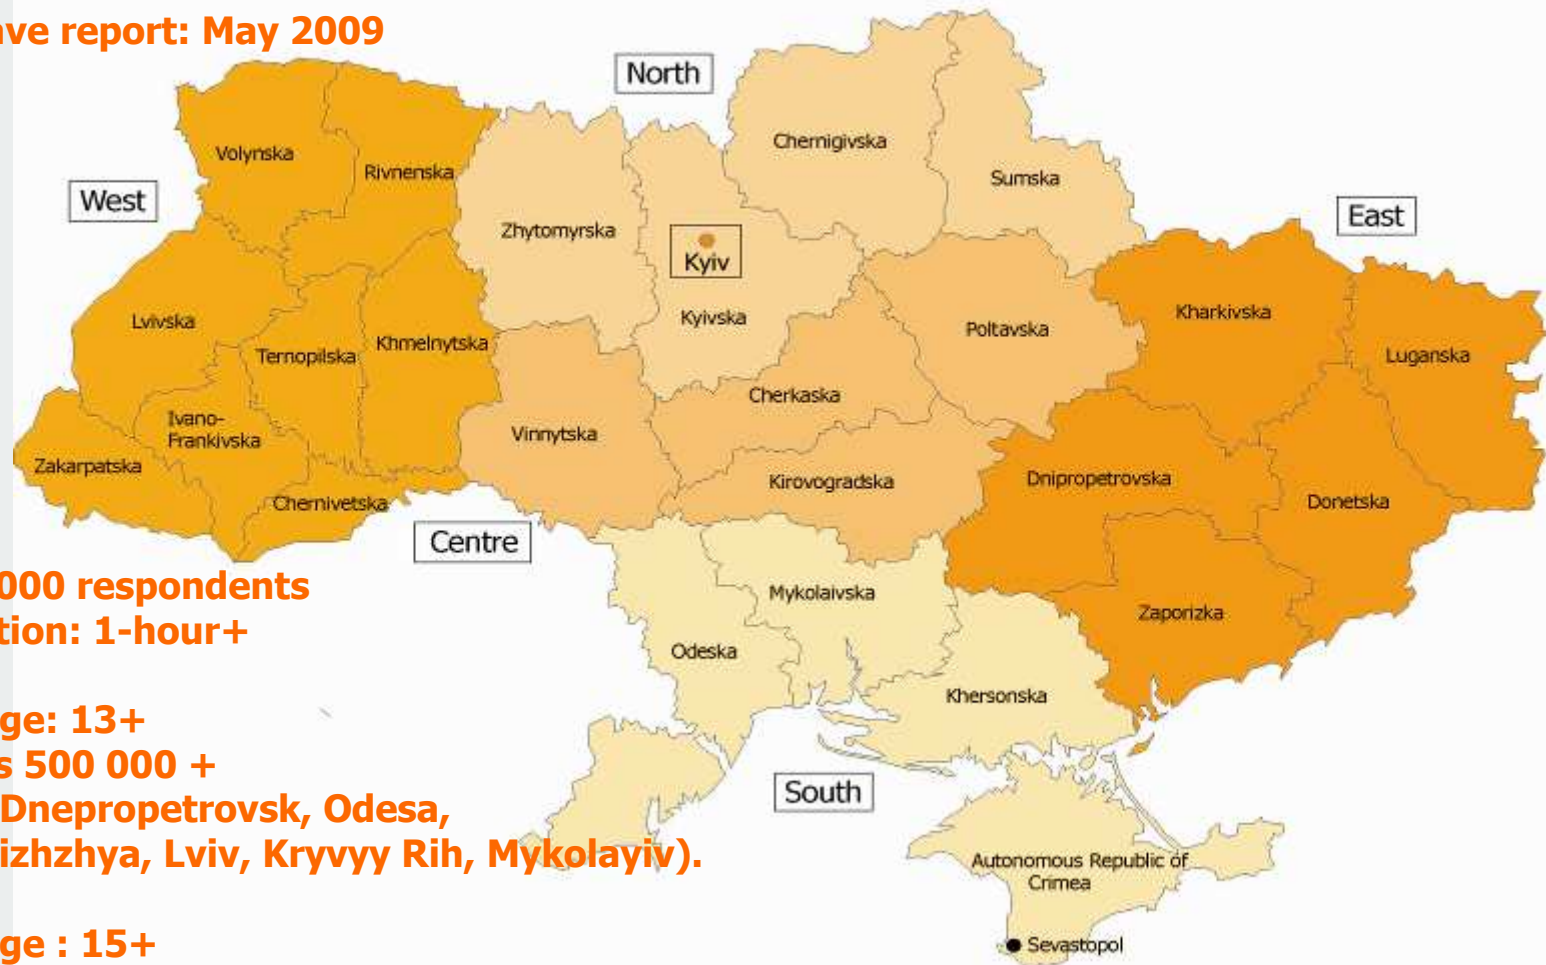 ave report: May 2009
North
Chernigivska
Volynska
Rivnenska
Sumska
West
East
Zhytomyrska
Kyiv
Kharkivska
Kyivska
Lvivska
Poltavska
Khmelnytska
Ternopilska
Luganska
Cherkaska
Ivano-
Frankivska
Vinnytska
Zakarpatska
Kirovogradska
Dnipropetrovska
Donetska
Chernivetska
Centre
000 respondents
Mykolaivska
Zaporizka
tion: 1-hour+
Odeska
Khersonska
ge: 13+
s 500 000 +
South
Dnepropetrovsk, Odesa,
izhzhya, Lviv, Kryvyy Rih, Mykolayiv).
Autonomous Republic of
Crimea
ge : 15+
Sevastopol